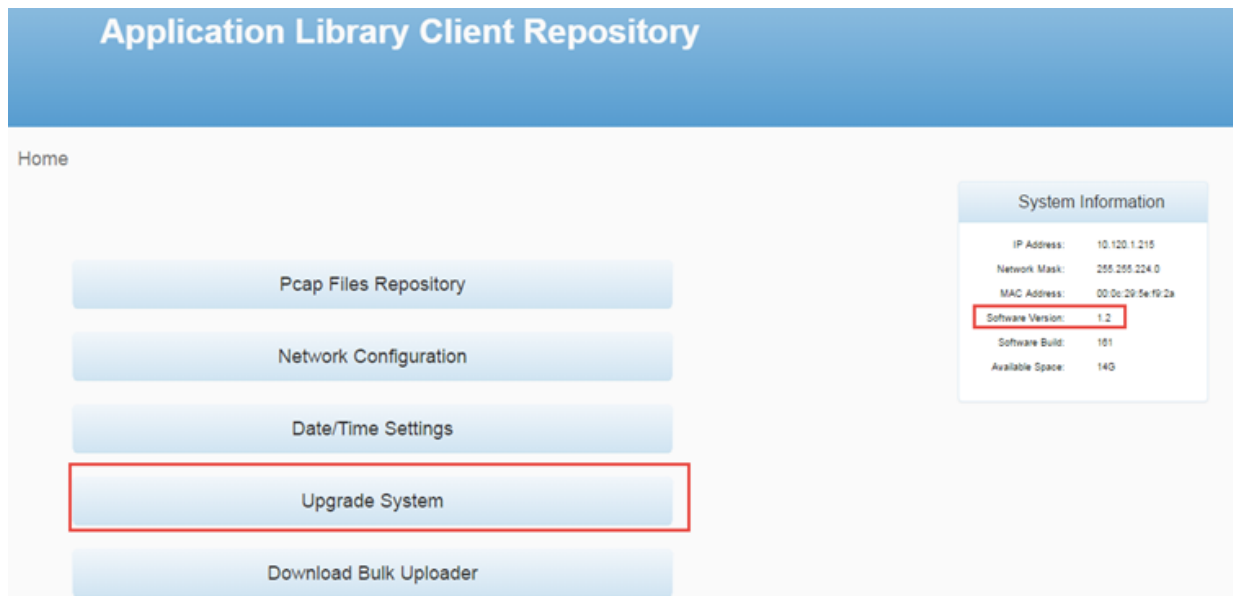 Application Library Client Repository
Home
System Information
IP Address: 10.120.1.215
Network Mask: 255.255.224.0
MAC Address: 00:0c:29:5e:f9:2a
Software Version: 1.2
Software Build: 161
Available Space: 14G
Pcap Files Repository
Network Configuration
Date/Time Settings
Upgrade System
Download Bulk Uploader